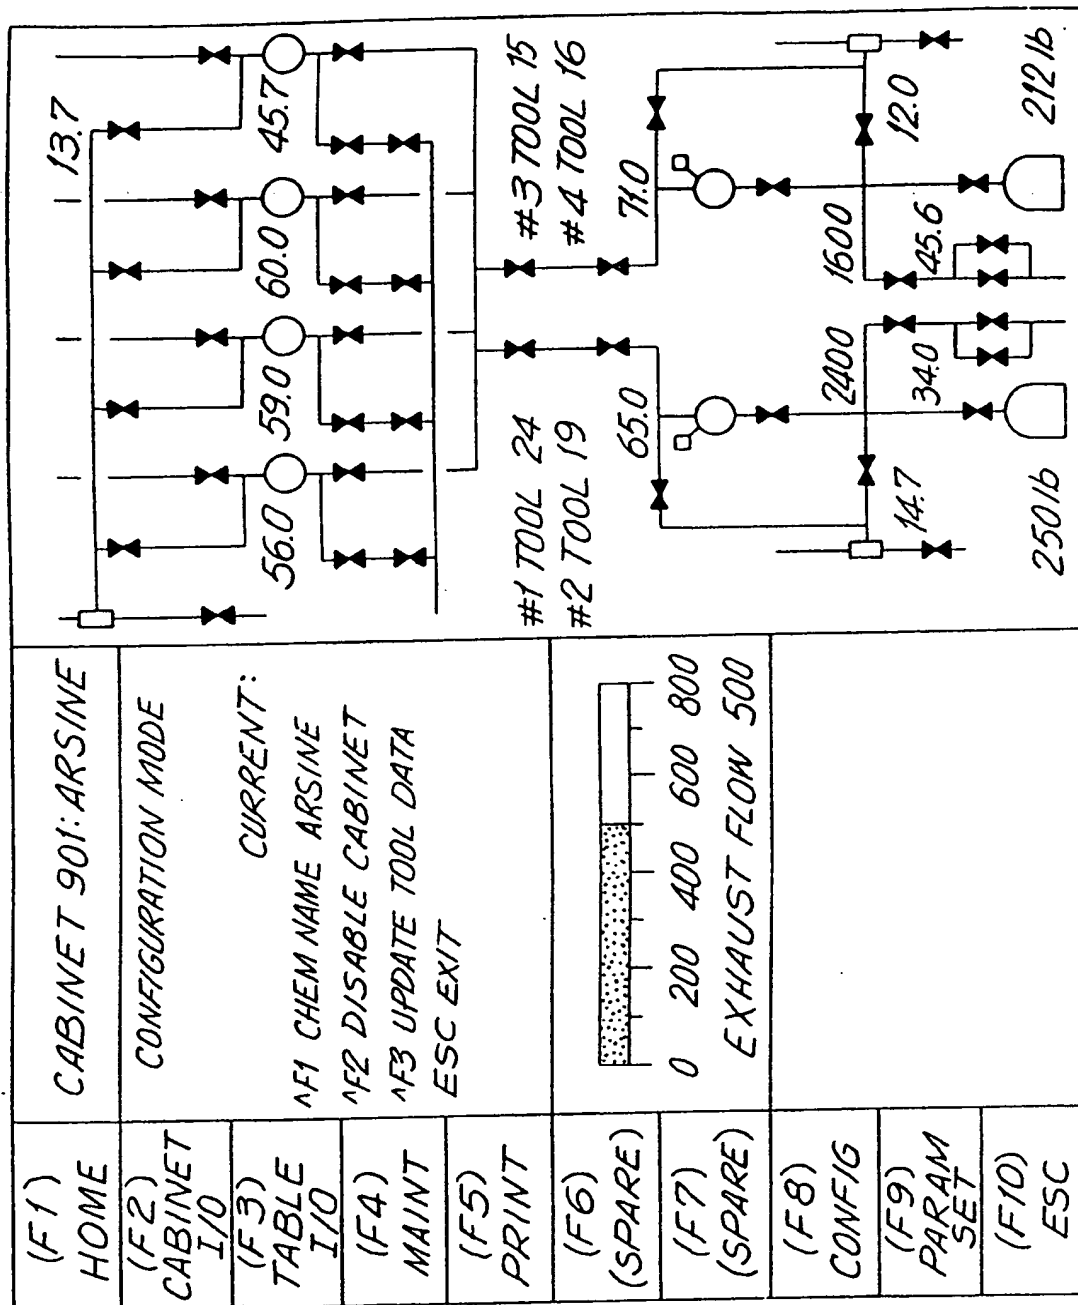 (F1)
HOME
(F2)
CABINET
I/O
(F3)
TABLE
I/O
(F4)
MAINT
(F5)
PRINT
(F6)
(SPARE)
(F7)
(SPARE)
(F8)
CONFIG
(F9)
PARAM
SET
(F10)
ESC
CABINET 901: ARSINE
CONFIGURATION MODE
CURRENT:
^F1 CHEM NAME ARSINE
^F2 DISABLE CABINET
^F3 UPDATE TOOL DATA
ESC EXIT
0 200 400 600 800
EXHAUST FLOW 500
13.7
56.0 59.0 60.0 45.7
#1 TOOL 24 #3 TOOL 15
#2 TOOL 19 #4 TOOL 16
65.0 71.0
2400 1600
14.7 34.0 45.6 12.0
250 lb 212 lb